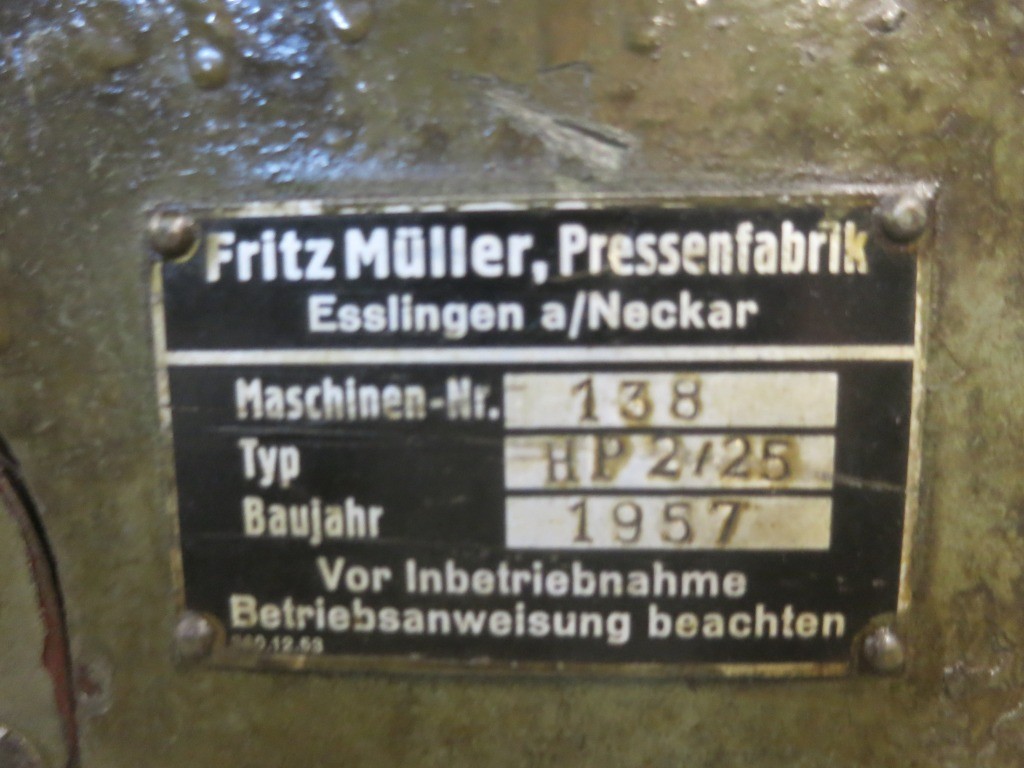 Fritz Müller, Pressenfabrik
Esslingen a/Neckar
Maschinen-Nr. 138
Typ HP 2/25
Baujahr 1957
Vor Inbetriebnahme
Betriebsanweisung beachten